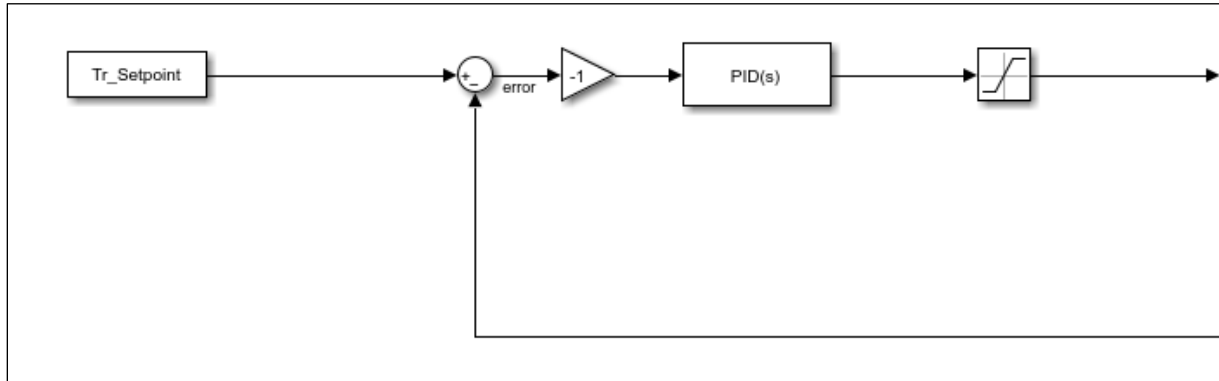 Tr_Setpoint
+
−
error
-1
PID(s)